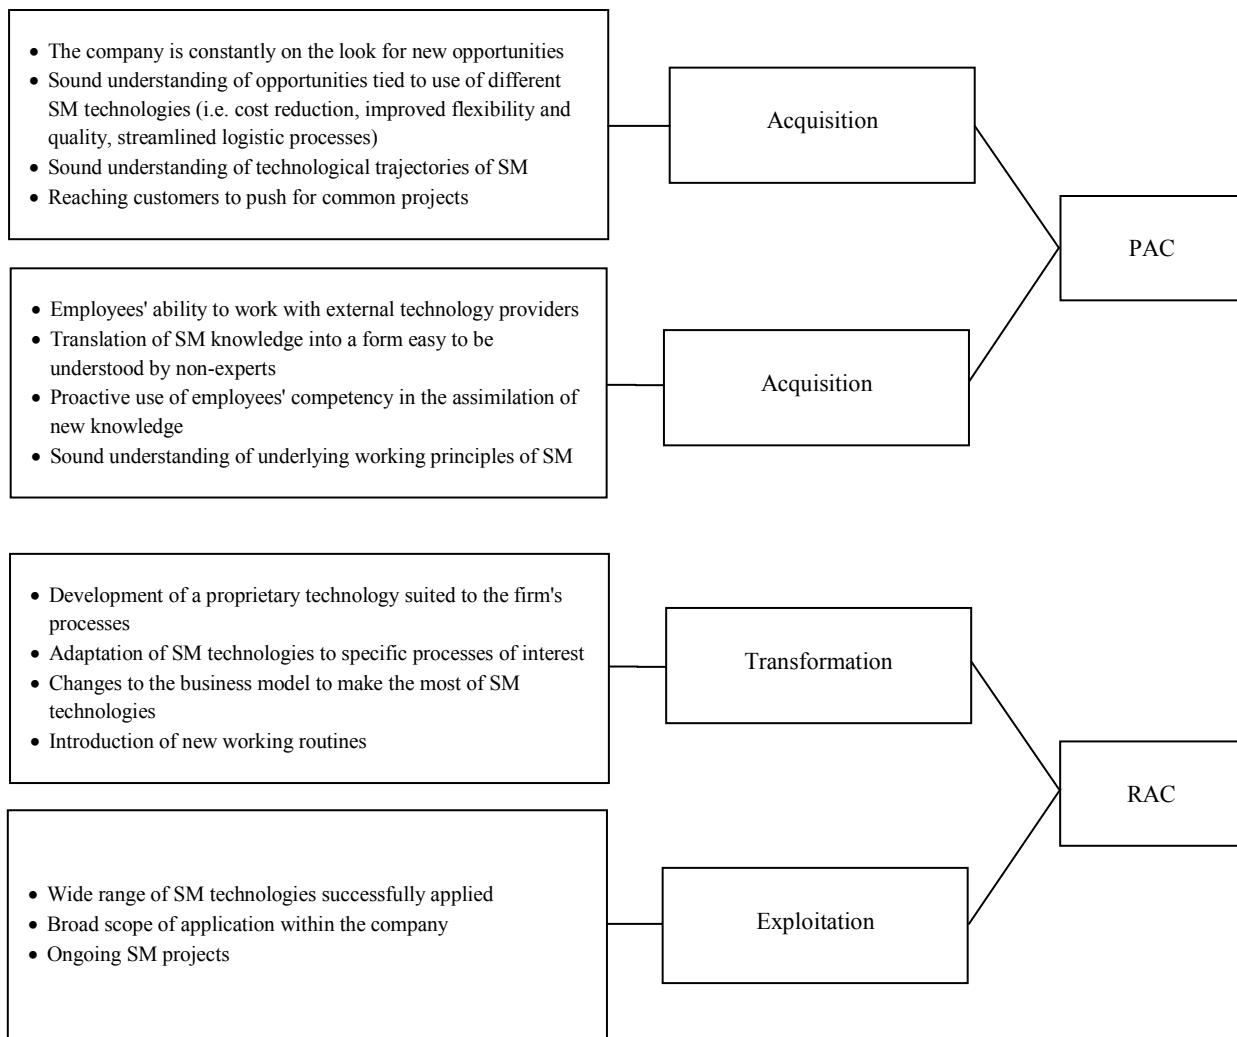 • The company is constantly on the look for new opportunities
• Sound understanding of opportunities tied to use of different
SM technologies (i.e. cost reduction, improved flexibility and
quality, streamlined logistic processes)
• Sound understanding of technological trajectories of SM
• Reaching customers to push for common projects
Acquisition
PAC
• Employees' ability to work with external technology providers
• Translation of SM knowledge into a form easy to be
understood by non-experts
• Proactive use of employees' competency in the assimilation of
new knowledge
• Sound understanding of underlying working principles of SM
Acquisition
• Development of a proprietary technology suited to the firm's
processes
• Adaptation of SM technologies to specific processes of interest
• Changes to the business model to make the most of SM
technologies
• Introduction of new working routines
Transformation
RAC
• Wide range of SM technologies successfully applied
• Broad scope of application within the company
• Ongoing SM projects
Exploitation